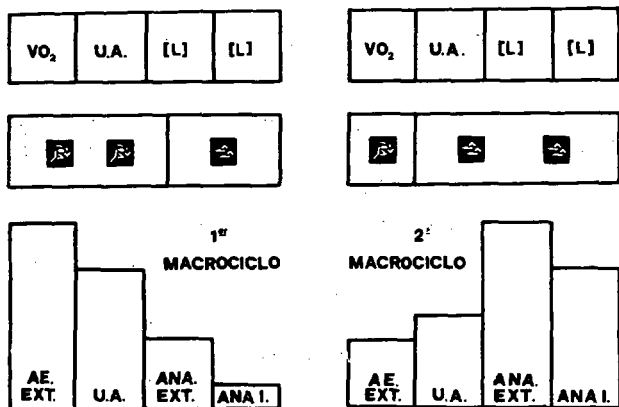 VO₂ U.A. [L] [L]
VO₂ U.A. [L] [L]
1er
MACROCICLO
2º
MACROCICLO
AE.
EXT.
U.A.
ANA.
EXT.
ANA I.
AE.
EXT.
U.A.
ANA.
EXT.
ANA I.